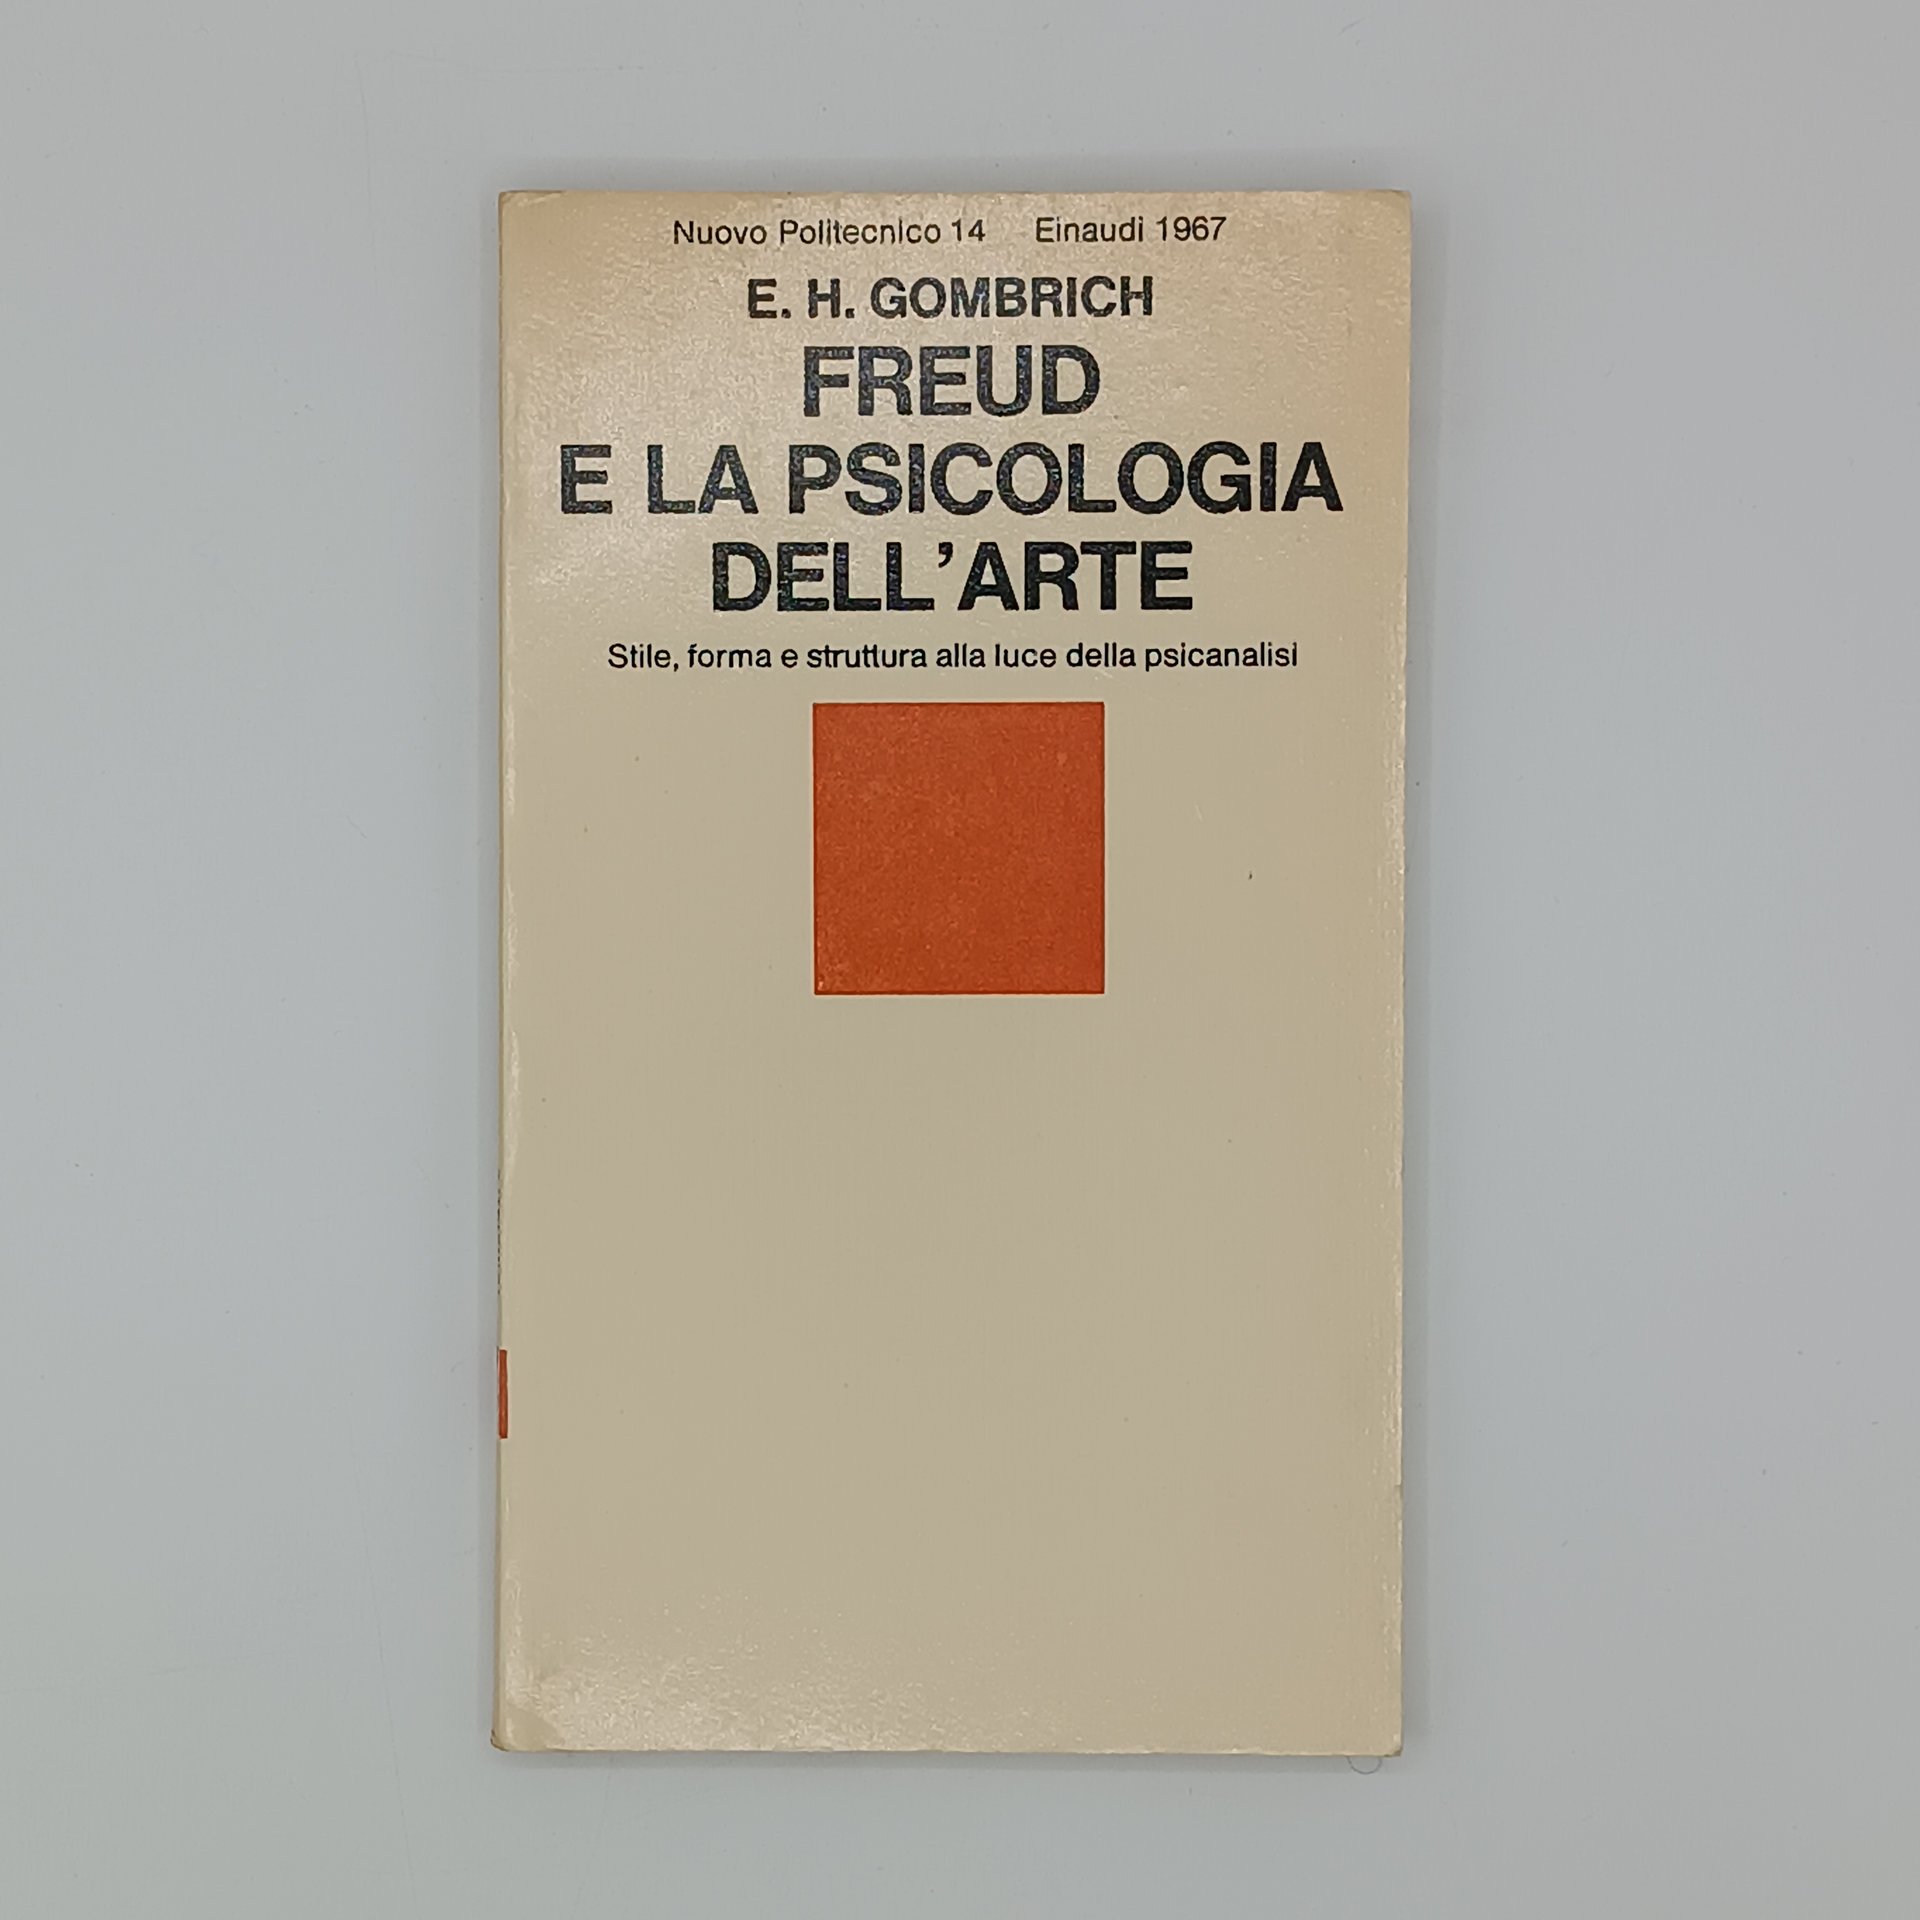 Nuovo Politecnico 14 Einaudi 1967
E. H. GOMBRICH
FREUD
E LA PSICOLOGIA
DELL'ARTE
Stile, forma e struttura alla luce della psicanalisi